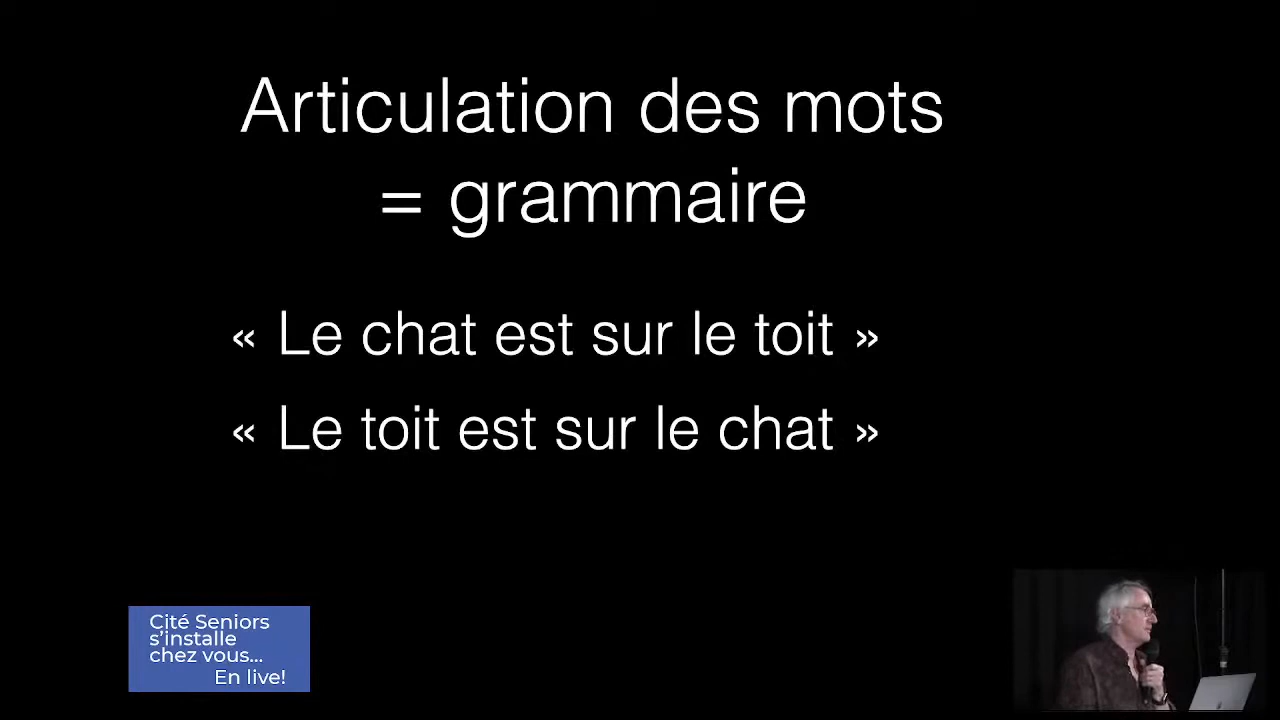 Articulation des mots
= grammaire
« Le chat est sur le toit »
« Le toit est sur le chat »
Cité Seniors
s'installe
chez vous...
En live!